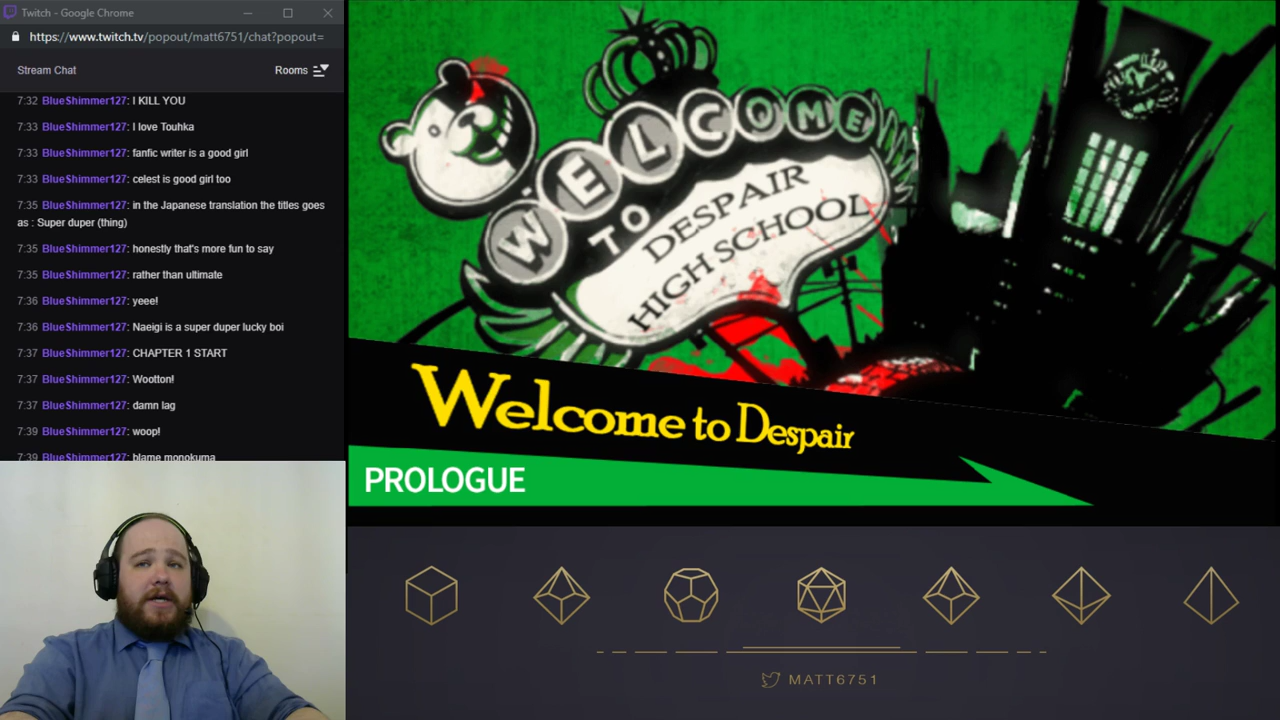 Twitch - Google Chrome
https://www.twitch.tv/popout/matt6751/chat?popout=
Stream Chat
Rooms
7:32 BlueShimmer127: I KILL YOU
7:33 BlueShimmer127: I love Touhka
7:33 BlueShimmer127: fanfic writer is a good girl
7:33 BlueShimmer127: celest is good girl too
7:35 BlueShimmer127: in the Japanese translation the titles goes
as : Super duper (thing)
7:35 BlueShimmer127: honestly that's more fun to say
7:35 BlueShimmer127: rather than ultimate
7:36 BlueShimmer127: yeee!
7:36 BlueShimmer127: Naeigi is a super duper lucky boi
7:37 BlueShimmer127: CHAPTER 1 START
7:37 BlueShimmer127: Wootton!
7:37 BlueShimmer127: damn lag
7:39 BlueShimmer127: woop!
7:39 BlueShimmer127: blame monokuma
WELCOME
TO
DESPAIR
HIGH SCHOOL
Welcome to Despair
PROLOGUE
MATT6751